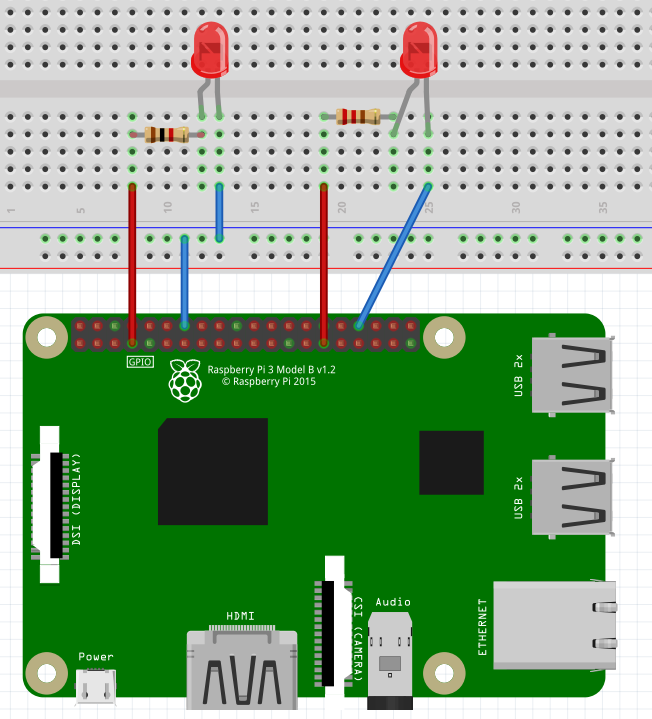 1 5 10 15 20 25 30 35
GPIO
Raspberry Pi 3 Model B v1.2
© Raspberry Pi 2015
USB 2x
DSI (DISPLAY)
USB 2x
CSI (CAMERA)
Audio
ETHERNET
HDMI
Power